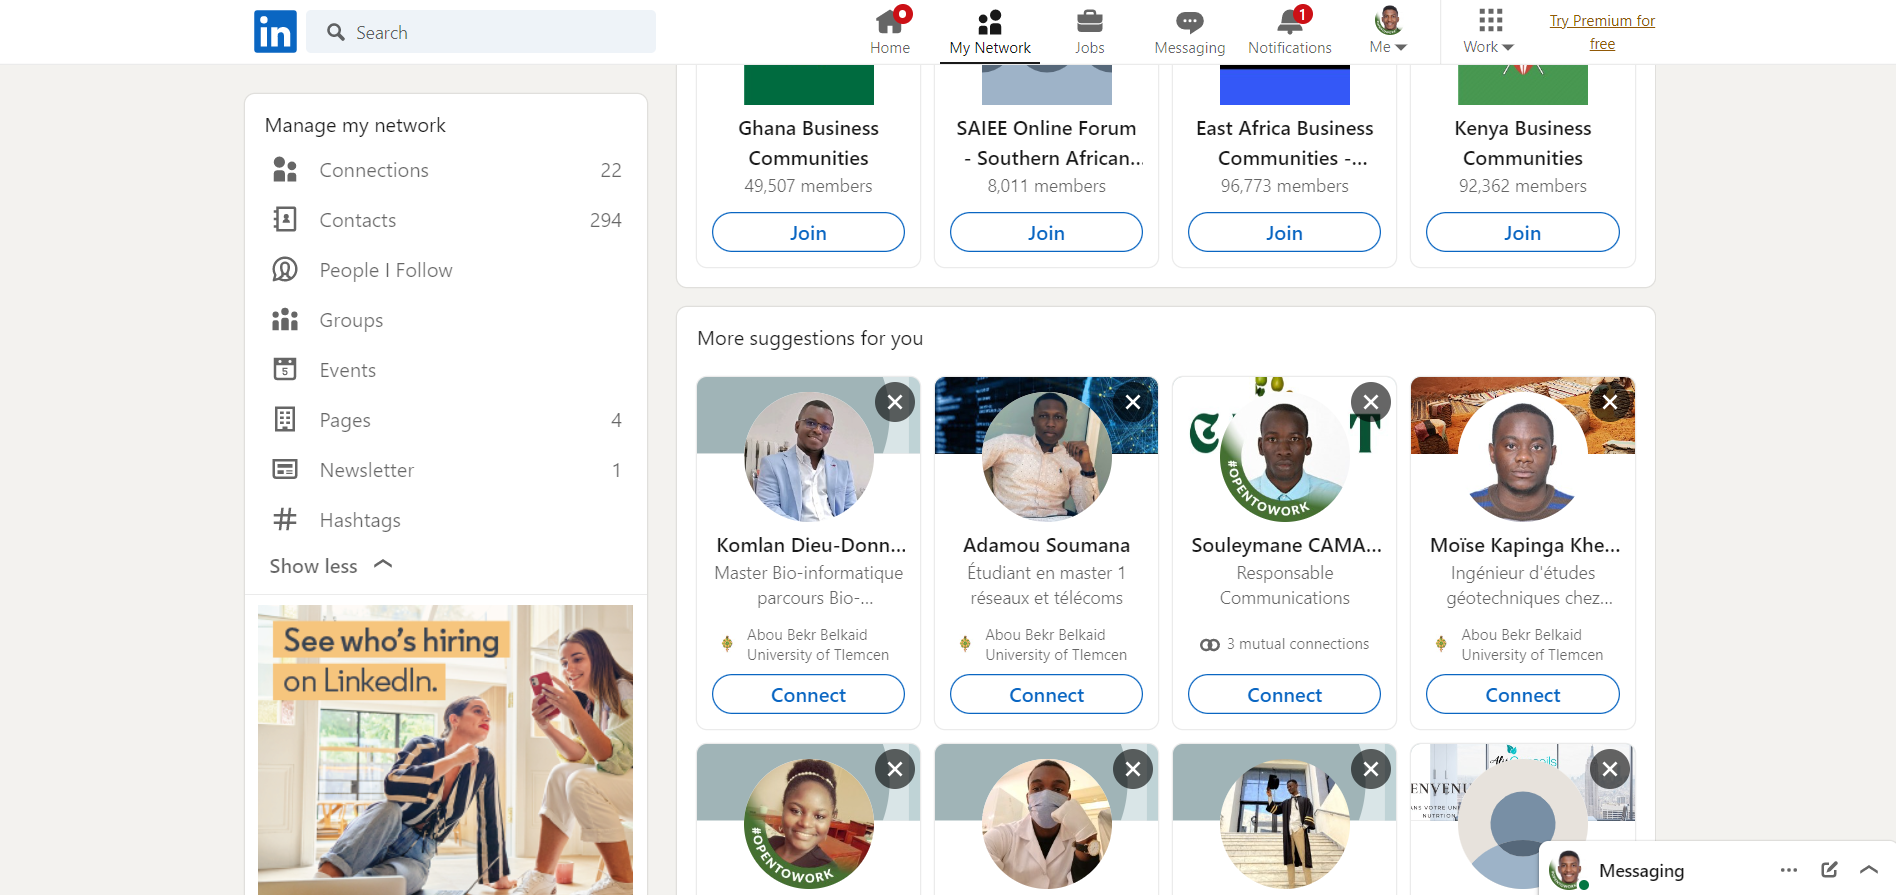 in
Search
Home
My Network
Jobs
Messaging
1
Notifications
Me
Work
Try Premium for
free
Manage my network
Connections 22
Contacts 294
People I Follow
Groups
5
Events
Pages 4
Newsletter 1
Hashtags
Show less
See who's hiring
on LinkedIn.
Ghana Business
Communities
49,507 members
Join
SAIEE Online Forum
- Southern African...
8,011 members
Join
East Africa Business
Communities -...
96,773 members
Join
Kenya Business
Communities
92,362 members
Join
More suggestions for you
Komlan Dieu-Donn...
Master Bio-informatique
parcours Bio-...
Abou Bekr Belkaid
University of Tlemcen
Connect
Adamou Soumana
Étudiant en master 1
réseaux et télécoms
Abou Bekr Belkaid
University of Tlemcen
Connect
#OPENTOWORK
Souleymane CAMA...
Responsable
Communications
3 mutual connections
Connect
Moïse Kapinga Khe...
Ingénieur d'études
géotechniques chez...
Abou Bekr Belkaid
University of Tlemcen
Connect
#OPENTOWORK
Messaging